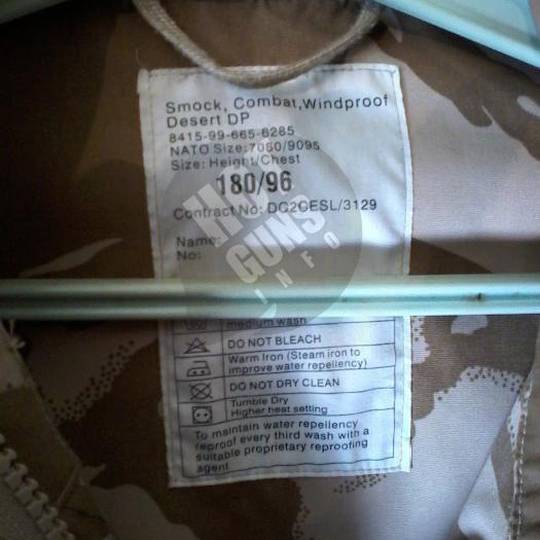 Smock, Combat, Windproof
Desert DP
8415-99-665-6285
NATO Size: 7080/9095
Size: Height/Chest
180/96
Contract No: DC2CESL/3129
Name:
No:
GUNS
INFO
medium wash
DO NOT BLEACH
Warm Iron (Steam iron to
improve water repellency)
DO NOT DRY CLEAN
Tumble Dry
Higher heat setting
To maintain water repellency
reproof every third wash with a
suitable proprietary reproofing
agent